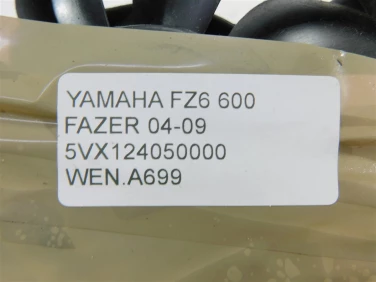 YAMAHA FZ6 600
FAZER 04-09
5VX124050000
WEN.A699